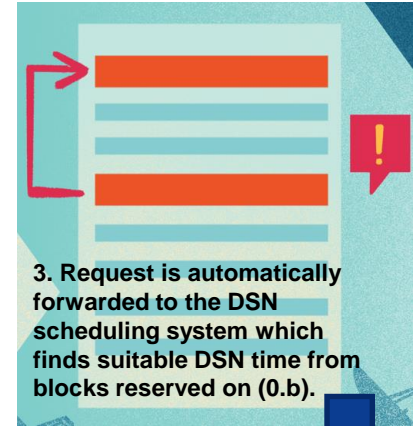 !
3. Request is automatically
forwarded to the DSN
scheduling system which
finds suitable DSN time from
blocks reserved on (0.b).